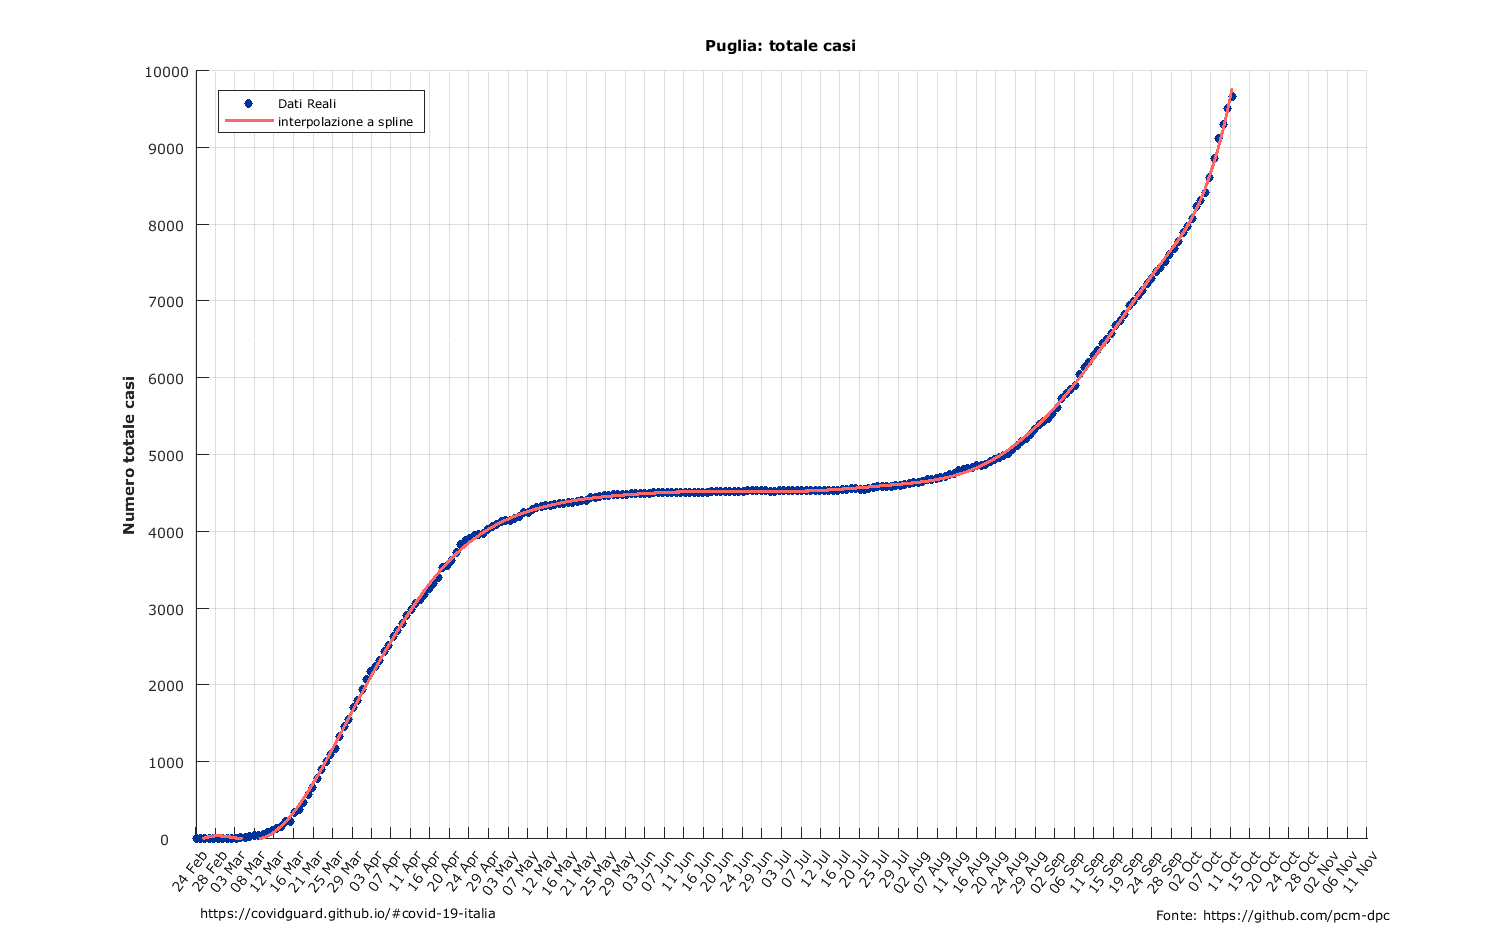 Puglia: totale casi
10000
9000
8000
7000
6000
5000
4000
3000
2000
1000
0
Numero totale casi
Dati Reali
interpolazione a spline
24 Feb
28 Feb
03 Mar
08 Mar
12 Mar
16 Mar
21 Mar
25 Mar
29 Mar
03 Apr
07 Apr
11 Apr
16 Apr
20 Apr
24 Apr
29 Apr
03 May
07 May
12 May
16 May
21 May
25 May
29 May
03 Jun
07 Jun
11 Jun
16 Jun
20 Jun
24 Jun
29 Jun
03 Jul
07 Jul
12 Jul
16 Jul
20 Jul
25 Jul
29 Jul
02 Aug
07 Aug
11 Aug
16 Aug
20 Aug
24 Aug
29 Aug
02 Sep
06 Sep
11 Sep
15 Sep
19 Sep
24 Sep
28 Sep
02 Oct
07 Oct
11 Oct
15 Oct
20 Oct
24 Oct
28 Oct
02 Nov
06 Nov
11 Nov
https://covidguard.github.io/#covid-19-italia
Fonte: https://github.com/pcm-dpc